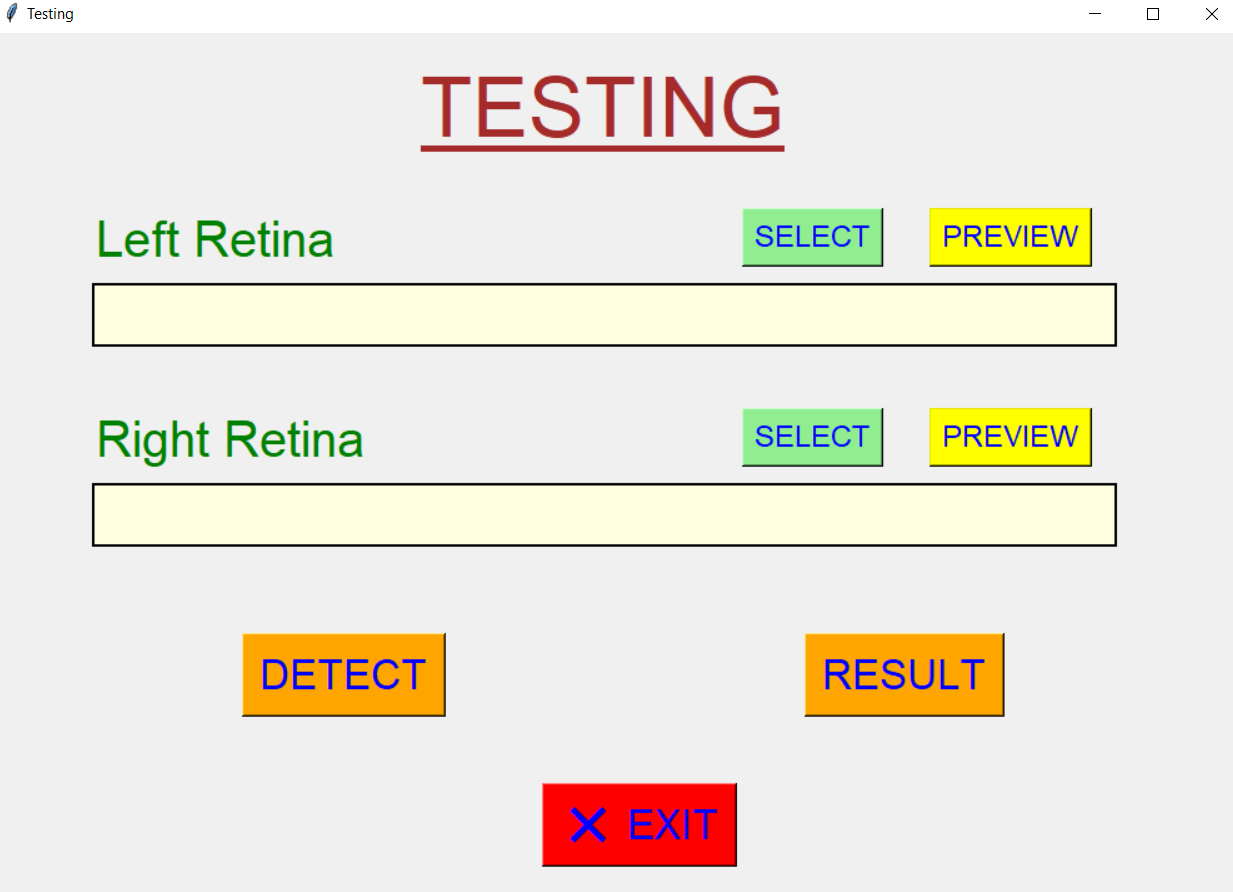 Testing
TESTING
Left Retina SELECT PREVIEW
Right Retina SELECT PREVIEW
DETECT RESULT
✕ EXIT